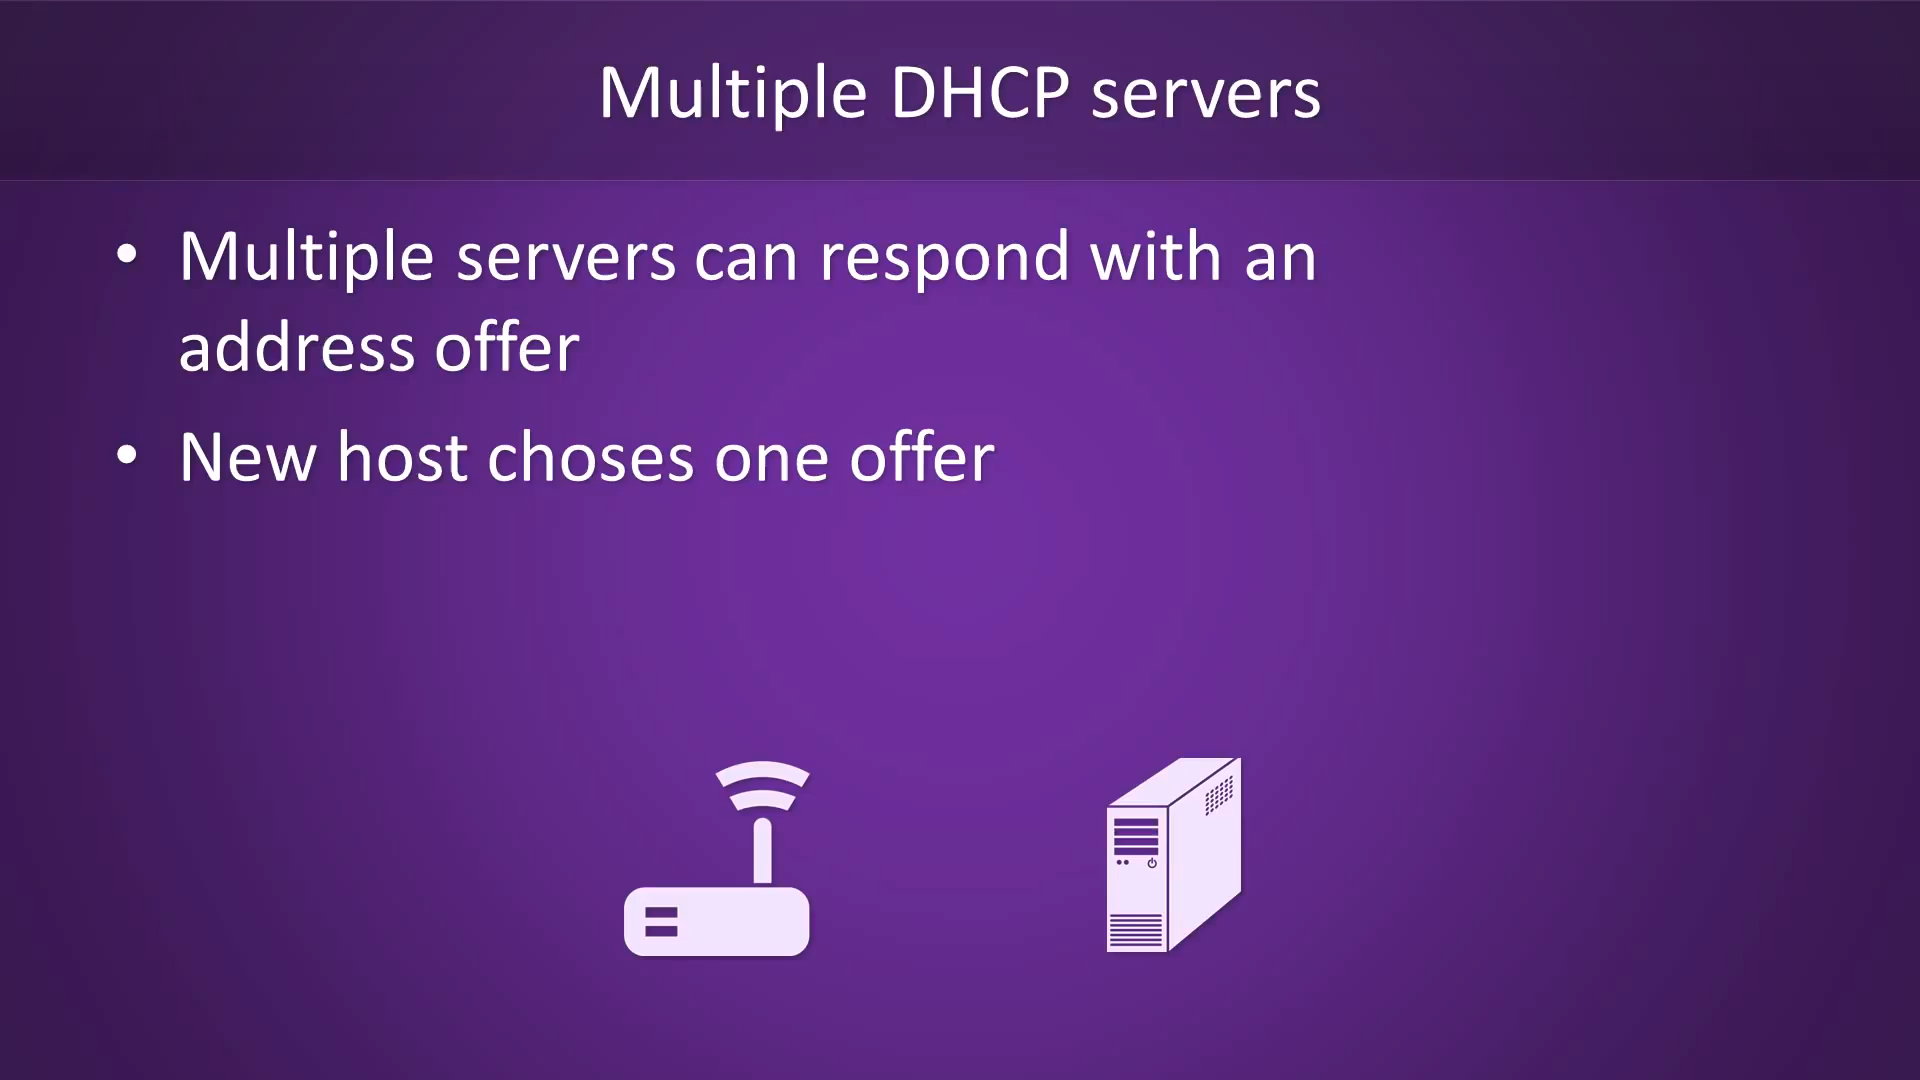 Multiple DHCP servers
• Multiple servers can respond with an
address offer
• New host choses one offer